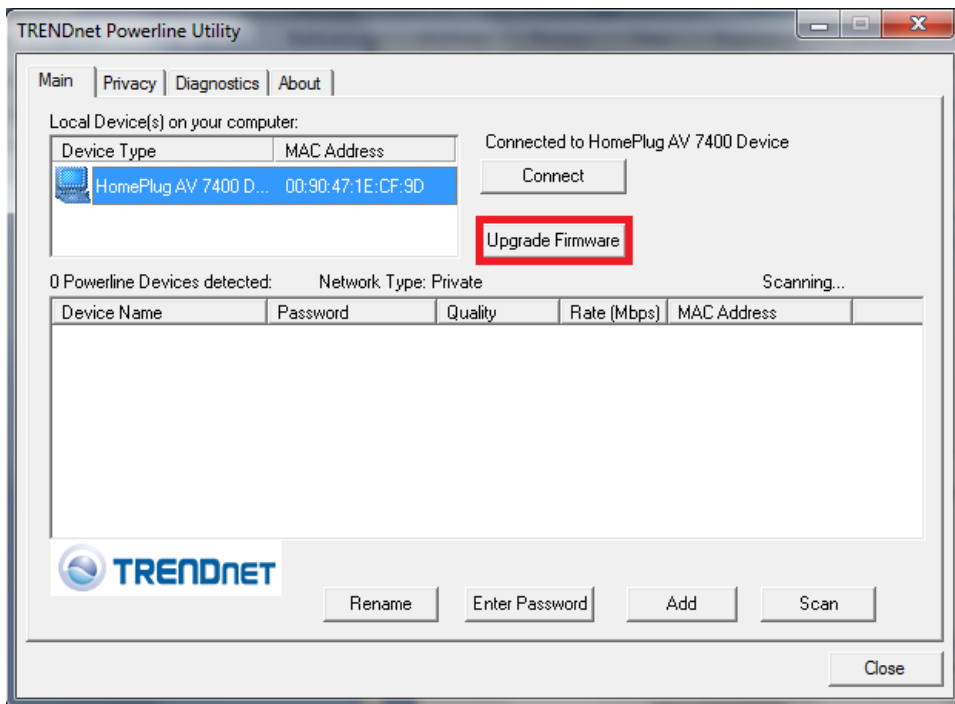 TRENDnet Powerline Utility
Main Privacy Diagnostics About
Local Device(s) on your computer:
Device Type MAC Address
HomePlug AV 7400 D... 00:90:47:1E:CF:9D
Connected to HomePlug AV 7400 Device
Connect
Upgrade Firmware
0 Powerline Devices detected: Network Type: Private Scanning...
Device Name Password Quality Rate (Mbps) MAC Address
TRENDNET
Rename Enter Password Add Scan
Close